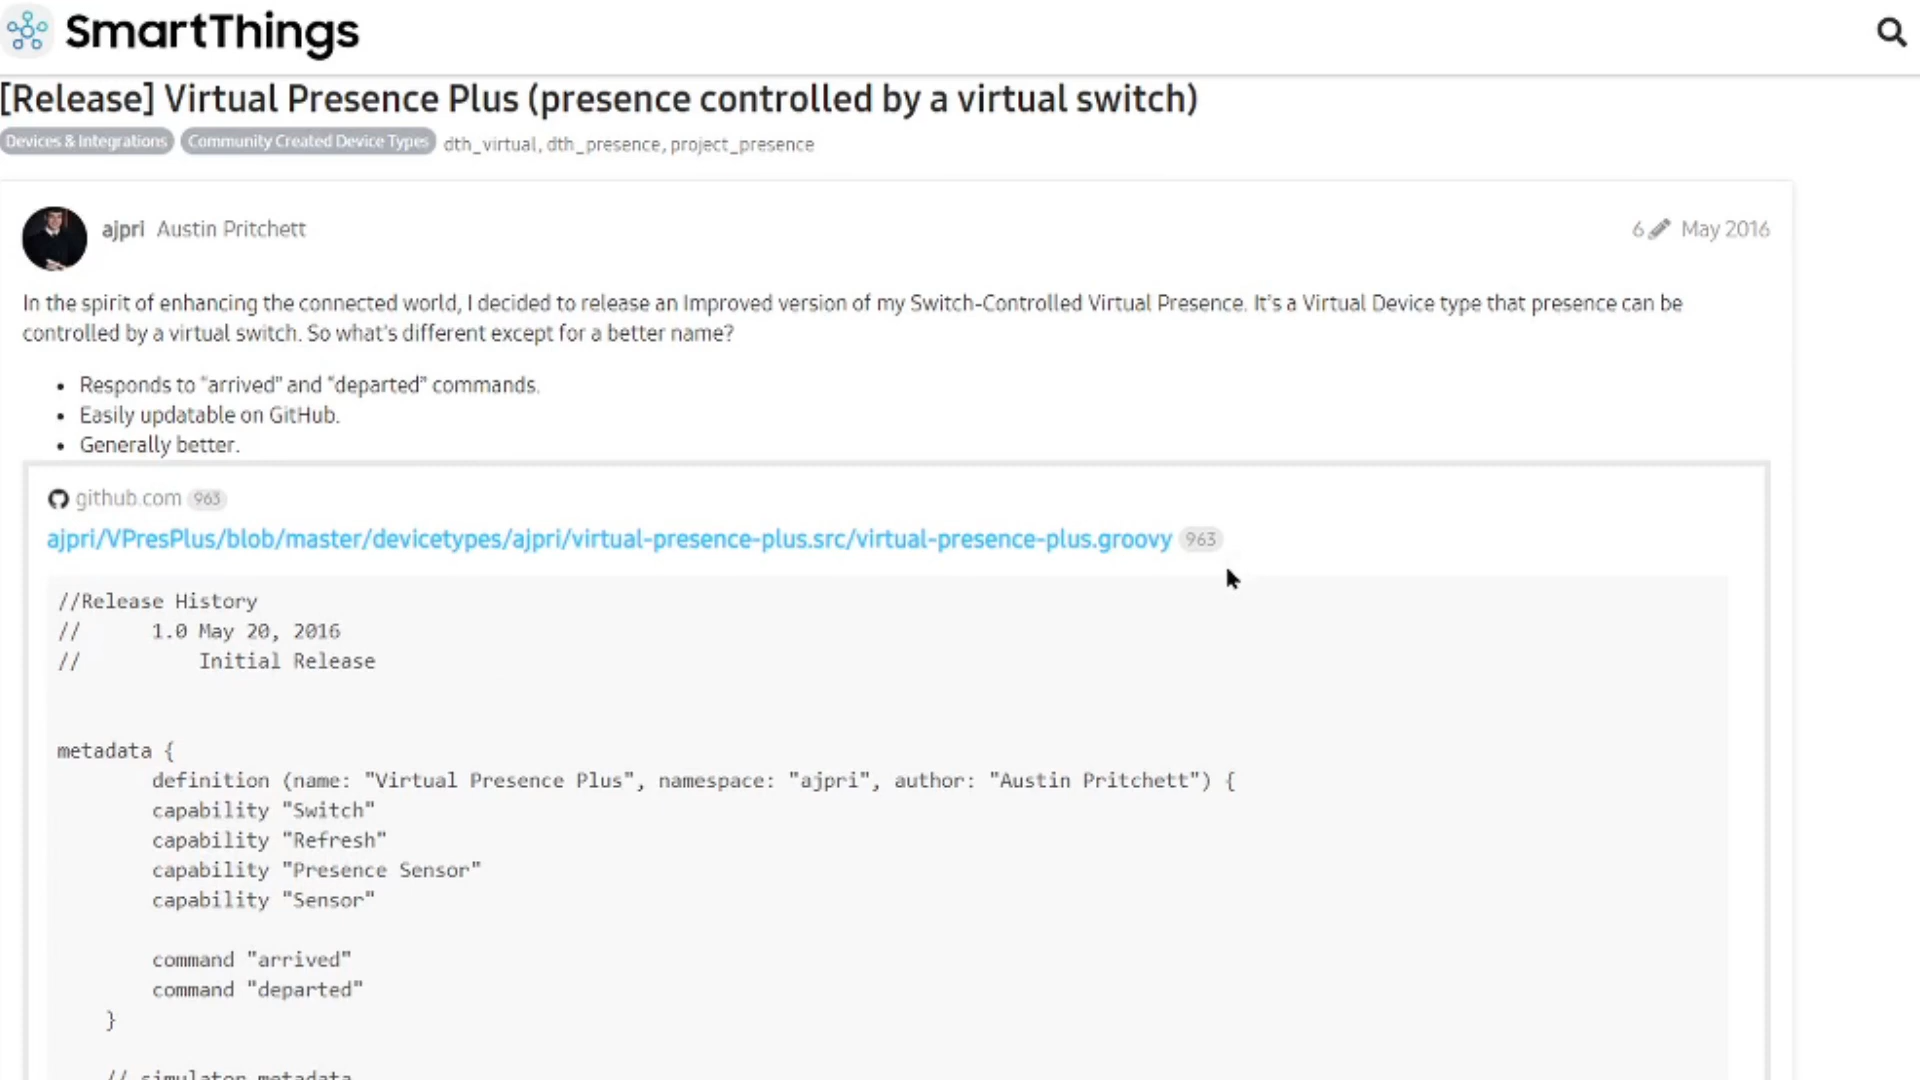 SmartThings
[Release] Virtual Presence Plus (presence controlled by a virtual switch)
Devices & Integrations Community Created Device Types dth_virtual, dth_presence, project_presence
ajpri Austin Pritchett 6 May 2016
In the spirit of enhancing the connected world, I decided to release an Improved version of my Switch-Controlled Virtual Presence. It's a Virtual Device type that presence can be
controlled by a virtual switch. So what's different except for a better name?
• Responds to "arrived" and "departed" commands.
• Easily updatable on GitHub.
• Generally better.
github.com 963
ajpri/VPresPlus/blob/master/devicetypes/ajpri/virtual-presence-plus.src/virtual-presence-plus.groovy 963
//Release History
// 1.0 May 20, 2016
// Initial Release
metadata {
definition (name: "Virtual Presence Plus", namespace: "ajpri", author: "Austin Pritchett") {
capability "Switch"
capability "Refresh"
capability "Presence Sensor"
capability "Sensor"
command "arrived"
command "departed"
}
// simulator metadata